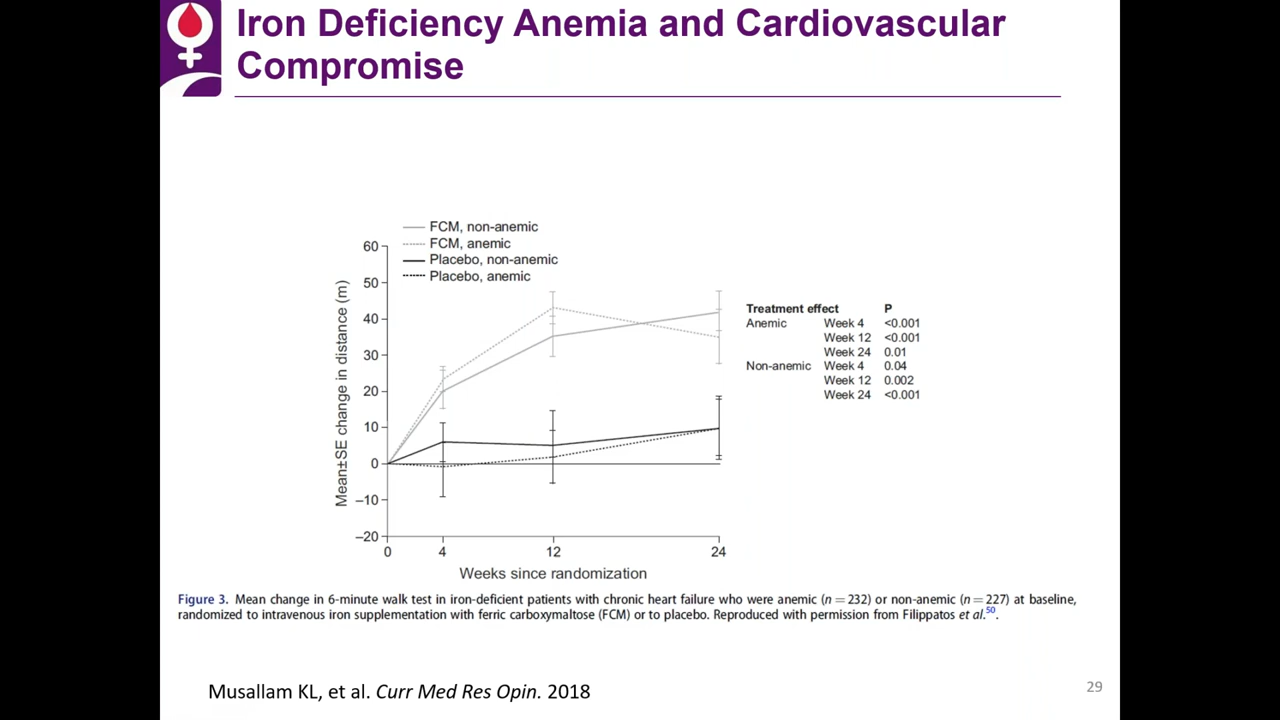 Iron Deficiency Anemia and Cardiovascular
Compromise
FCM, non-anemic
FCM, anemic
Placebo, non-anemic
Placebo, anemic
60
50
40
30
20
10
0
–10
–20
Mean±SE change in distance (m)
0 4 12 24
Weeks since randomization
Treatment effect P
Anemic Week 4 <0.001
Week 12 <0.001
Week 24 0.01
Non-anemic Week 4 0.04
Week 12 0.002
Week 24 <0.001
Figure 3. Mean change in 6-minute walk test in iron-deficient patients with chronic heart failure who were anemic (n = 232) or non-anemic (n = 227) at baseline,
randomized to intravenous iron supplementation with ferric carboxymaltose (FCM) or to placebo. Reproduced with permission from Filippatos et al.50.
Musallam KL, et al. Curr Med Res Opin. 2018
29